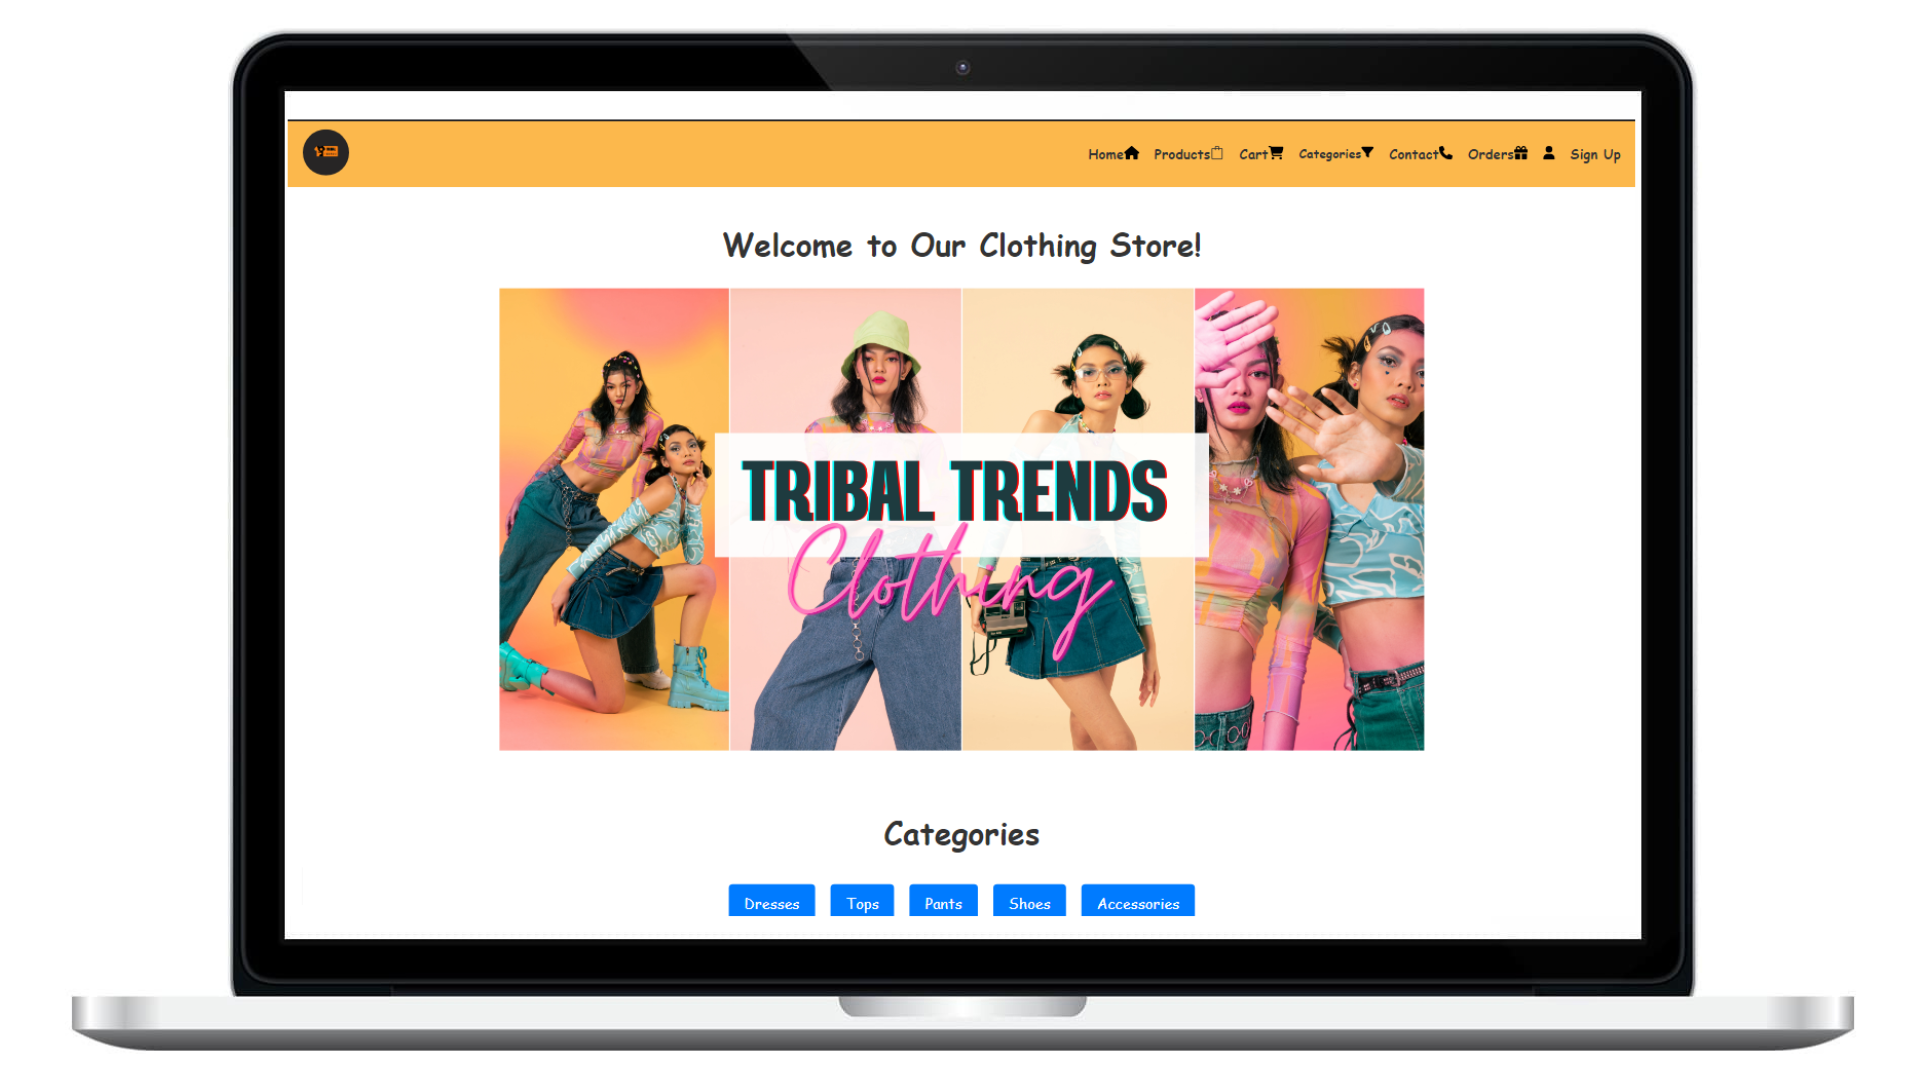 Home Products Cart Categories Contact Orders Sign Up
Welcome to Our Clothing Store!
TRIBAL TRENDS
Clothing
Categories
Dresses Tops Pants Shoes Accessories